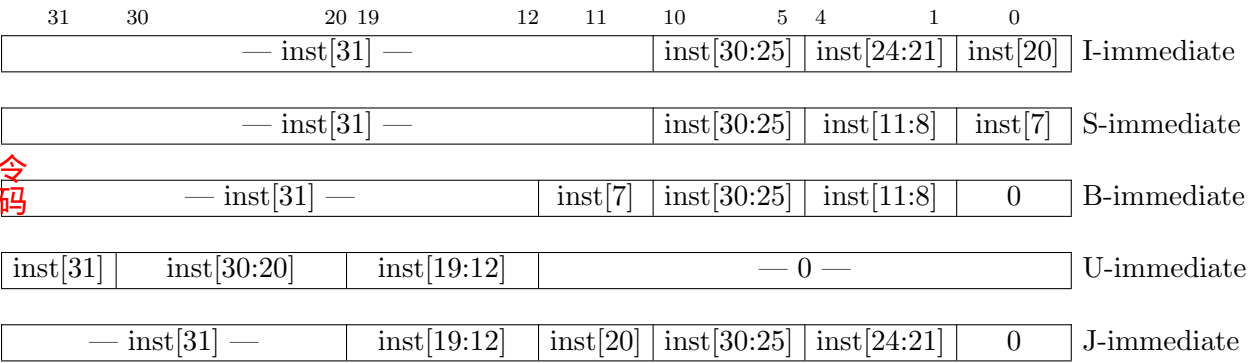 31 30 20 19 12 11 10 5 4 1 0
— inst[31] — inst[30:25] inst[24:21] inst[20] I-immediate
— inst[31] — inst[30:25] inst[11:8] inst[7] S-immediate
令
码
— inst[31] — inst[7] inst[30:25] inst[11:8] 0 B-immediate
inst[31] inst[30:20] inst[19:12] — 0 — U-immediate
— inst[31] — inst[19:12] inst[20] inst[30:25] inst[24:21] 0 J-immediate